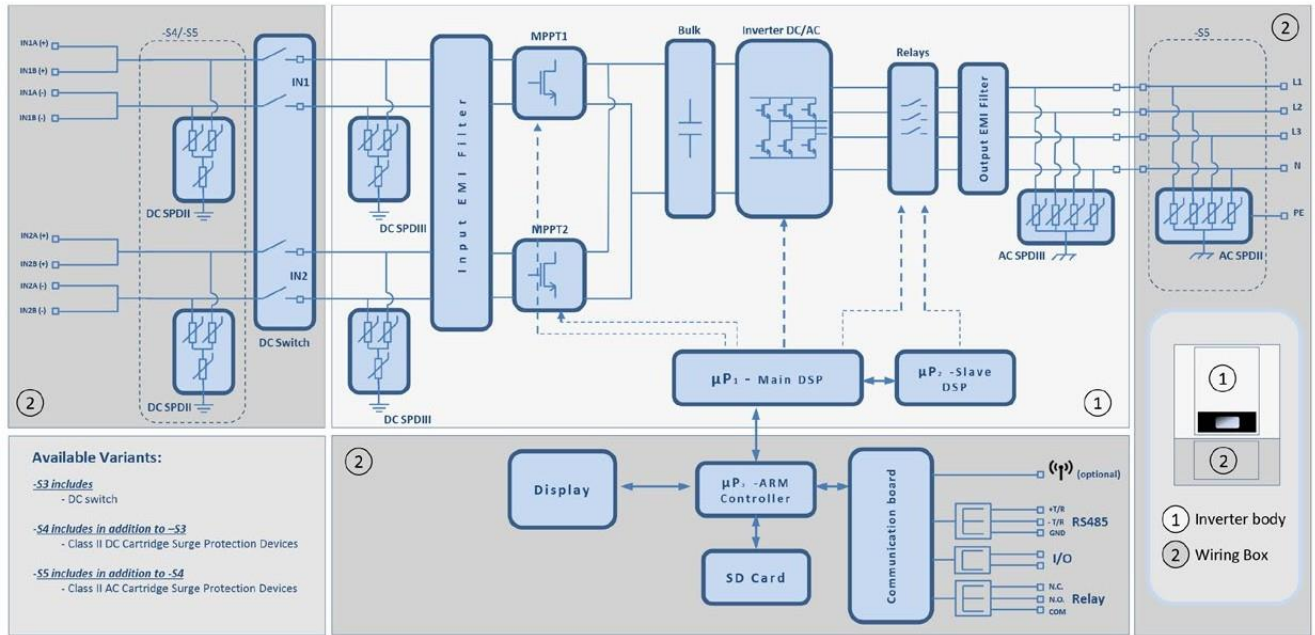 -S4/-S5
IN1A (+)
IN1B (+)
IN1A (-)
IN1B (-)
IN1
DC SPDII
IN2A (+)
IN2B (+)
IN2A (-)
IN2B (-)
IN2
DC Switch
DC SPDII
2
DC SPDIII
DC SPDIII
Input EMI Filter
MPPT1
MPPT2
Bulk
Inverter DC/AC
Relays
Output EMI Filter
AC SPDIII
µP₁ - Main DSP
µP₂ -Slave
DSP
1
2
-S5
L1
L2
L3
N
PE
AC SPDII
Available Variants:
-S3 includes
- DC switch
-S4 includes in addition to –S3
- Class II DC Cartridge Surge Protection Devices
-S5 includes in addition to -S4
- Class II AC Cartridge Surge Protection Devices
2
Display
µP₃ -ARM
Controller
SD Card
Communication board
(optional)
+T/R
- T/R
GND
RS485
I/O
N.C.
N.O.
COM
Relay
1
2
1 Inverter body
2 Wiring Box